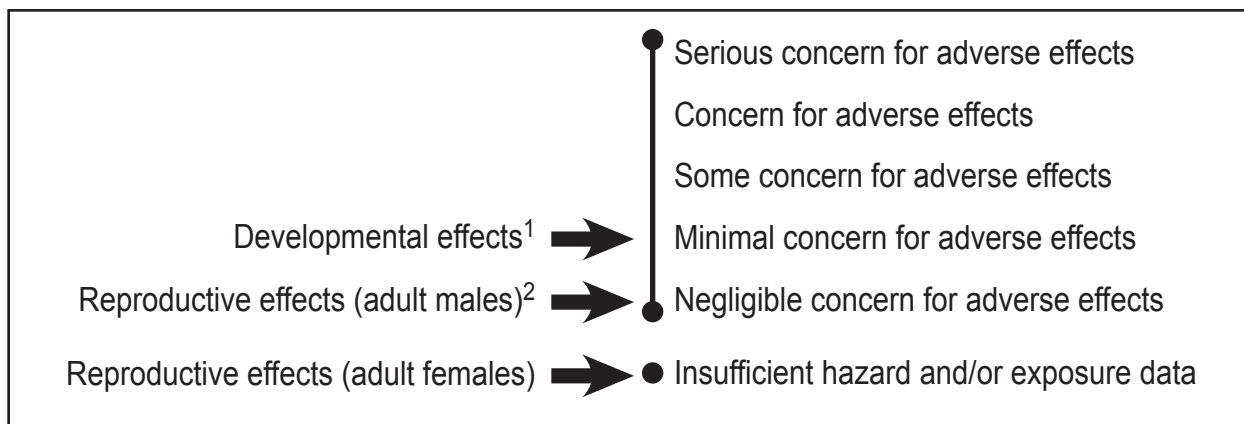 Serious concern for adverse effects
Concern for adverse effects
Some concern for adverse effects
Developmental effects¹ Minimal concern for adverse effects
Reproductive effects (adult males)² Negligible concern for adverse effects
Reproductive effects (adult females) Insufficient hazard and/or exposure data